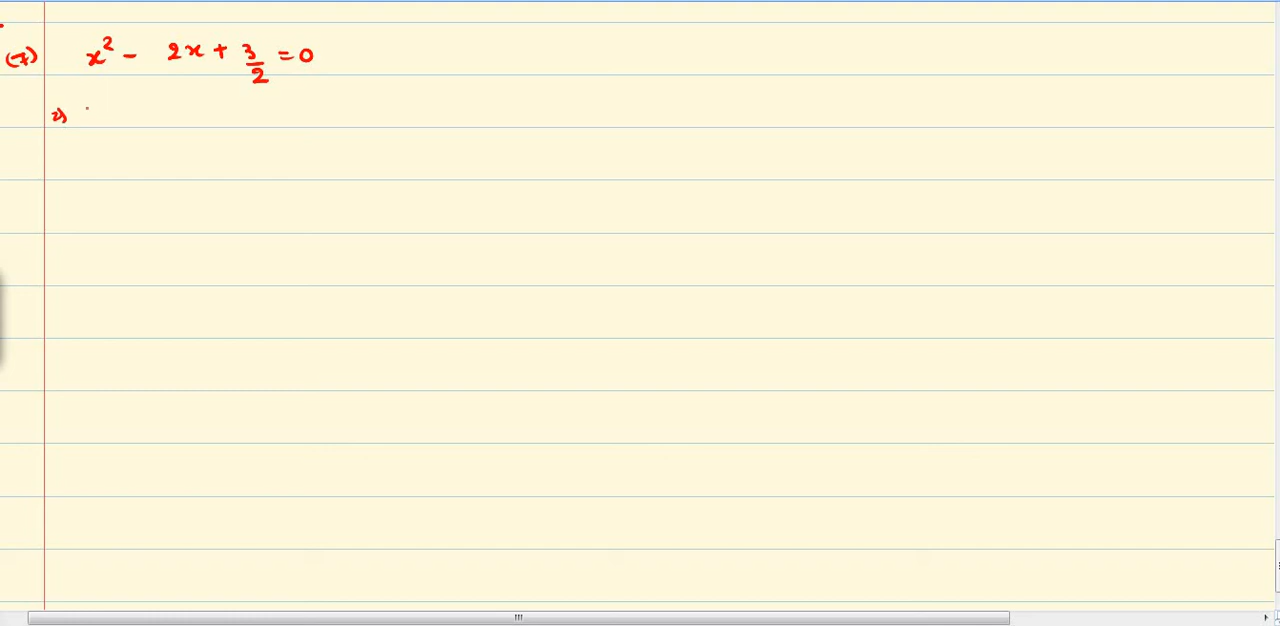 (7) x² - 2x + 3/2 = 0
⇒